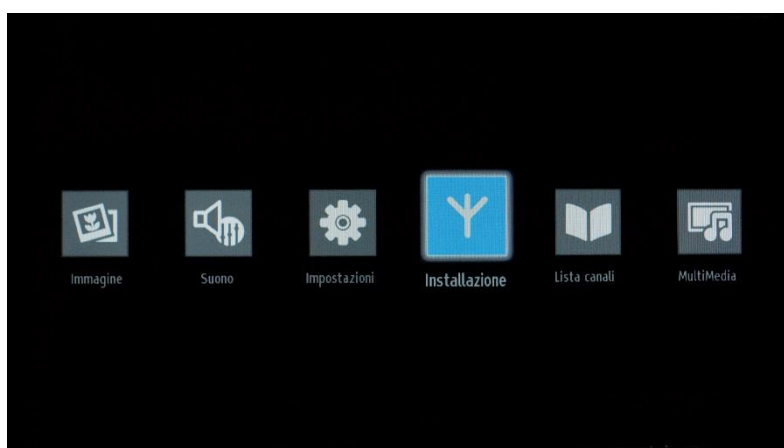 Immagine
Suono
Impostazioni
Installazione
Lista canali
MultiMedia